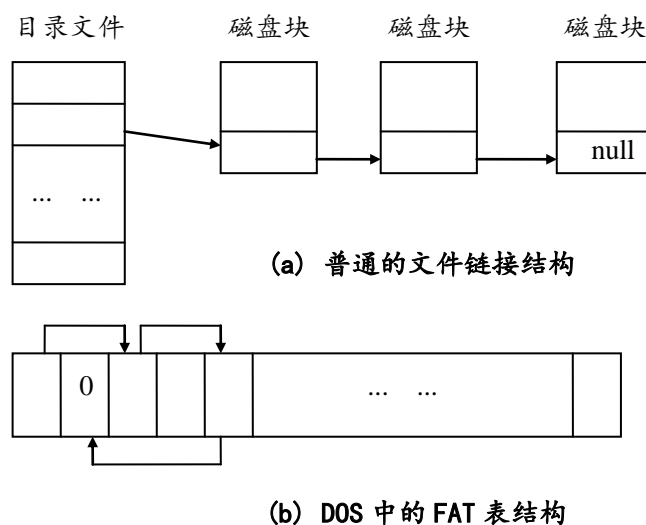 目录文件 磁盘块 磁盘块 磁盘块
null
... ...
(a) 普通的文件链接结构
0 ... ...
(b) DOS 中的 FAT 表结构